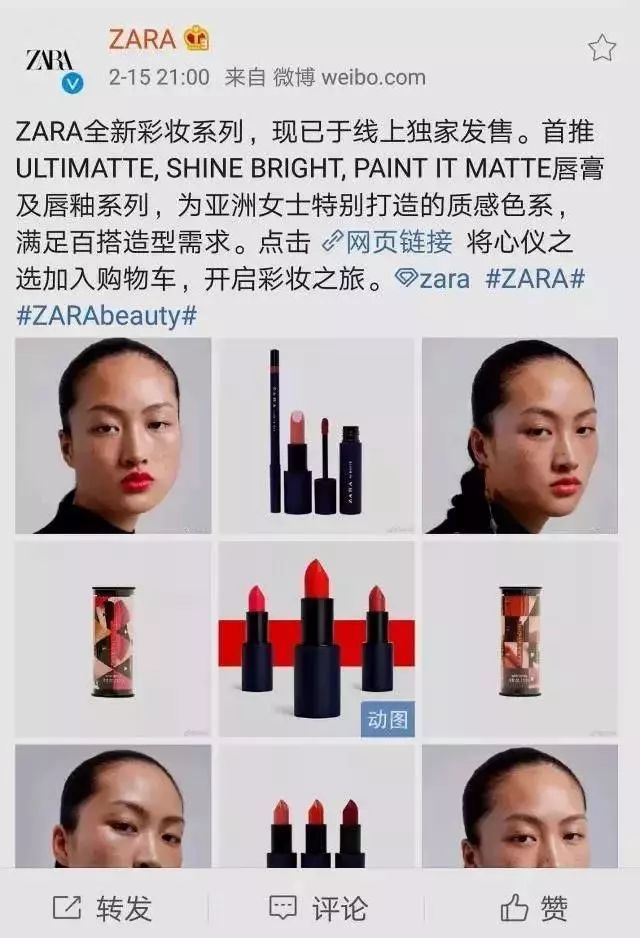 ZARA
ZARA
2-15 21:00 来自 微博 weibo.com
ZARA全新彩妆系列，现已于线上独家发售。首推
ULTIMATTE, SHINE BRIGHT, PAINT IT MATTE唇膏
及唇釉系列，为亚洲女士特别打造的质感色系，
满足百搭造型需求。点击 网页链接 将心仪之
选加入购物车，开启彩妆之旅。zara #ZARA#
#ZARAbeauty#
ZARA
ZARA
动图
转发
评论
赞